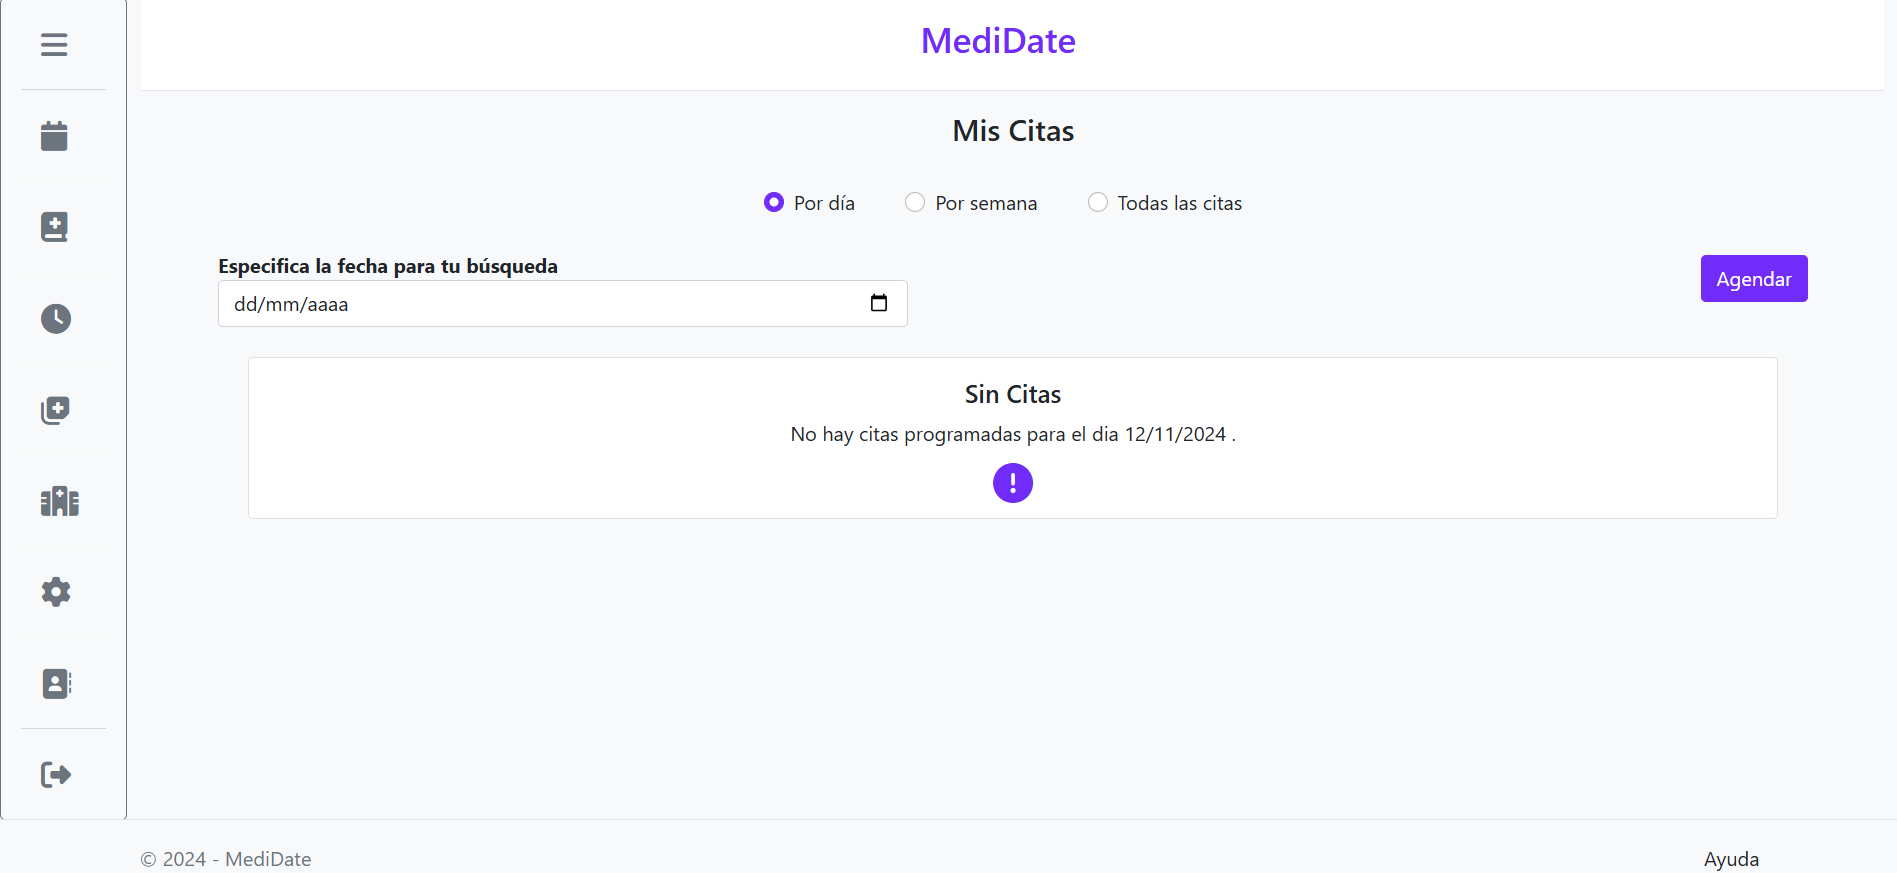 MediDate
Mis Citas
Por día Por semana Todas las citas
Especifica la fecha para tu búsqueda
dd/mm/aaaa
Agendar
Sin Citas
No hay citas programadas para el dia 12/11/2024 .
© 2024 - MediDate
Ayuda